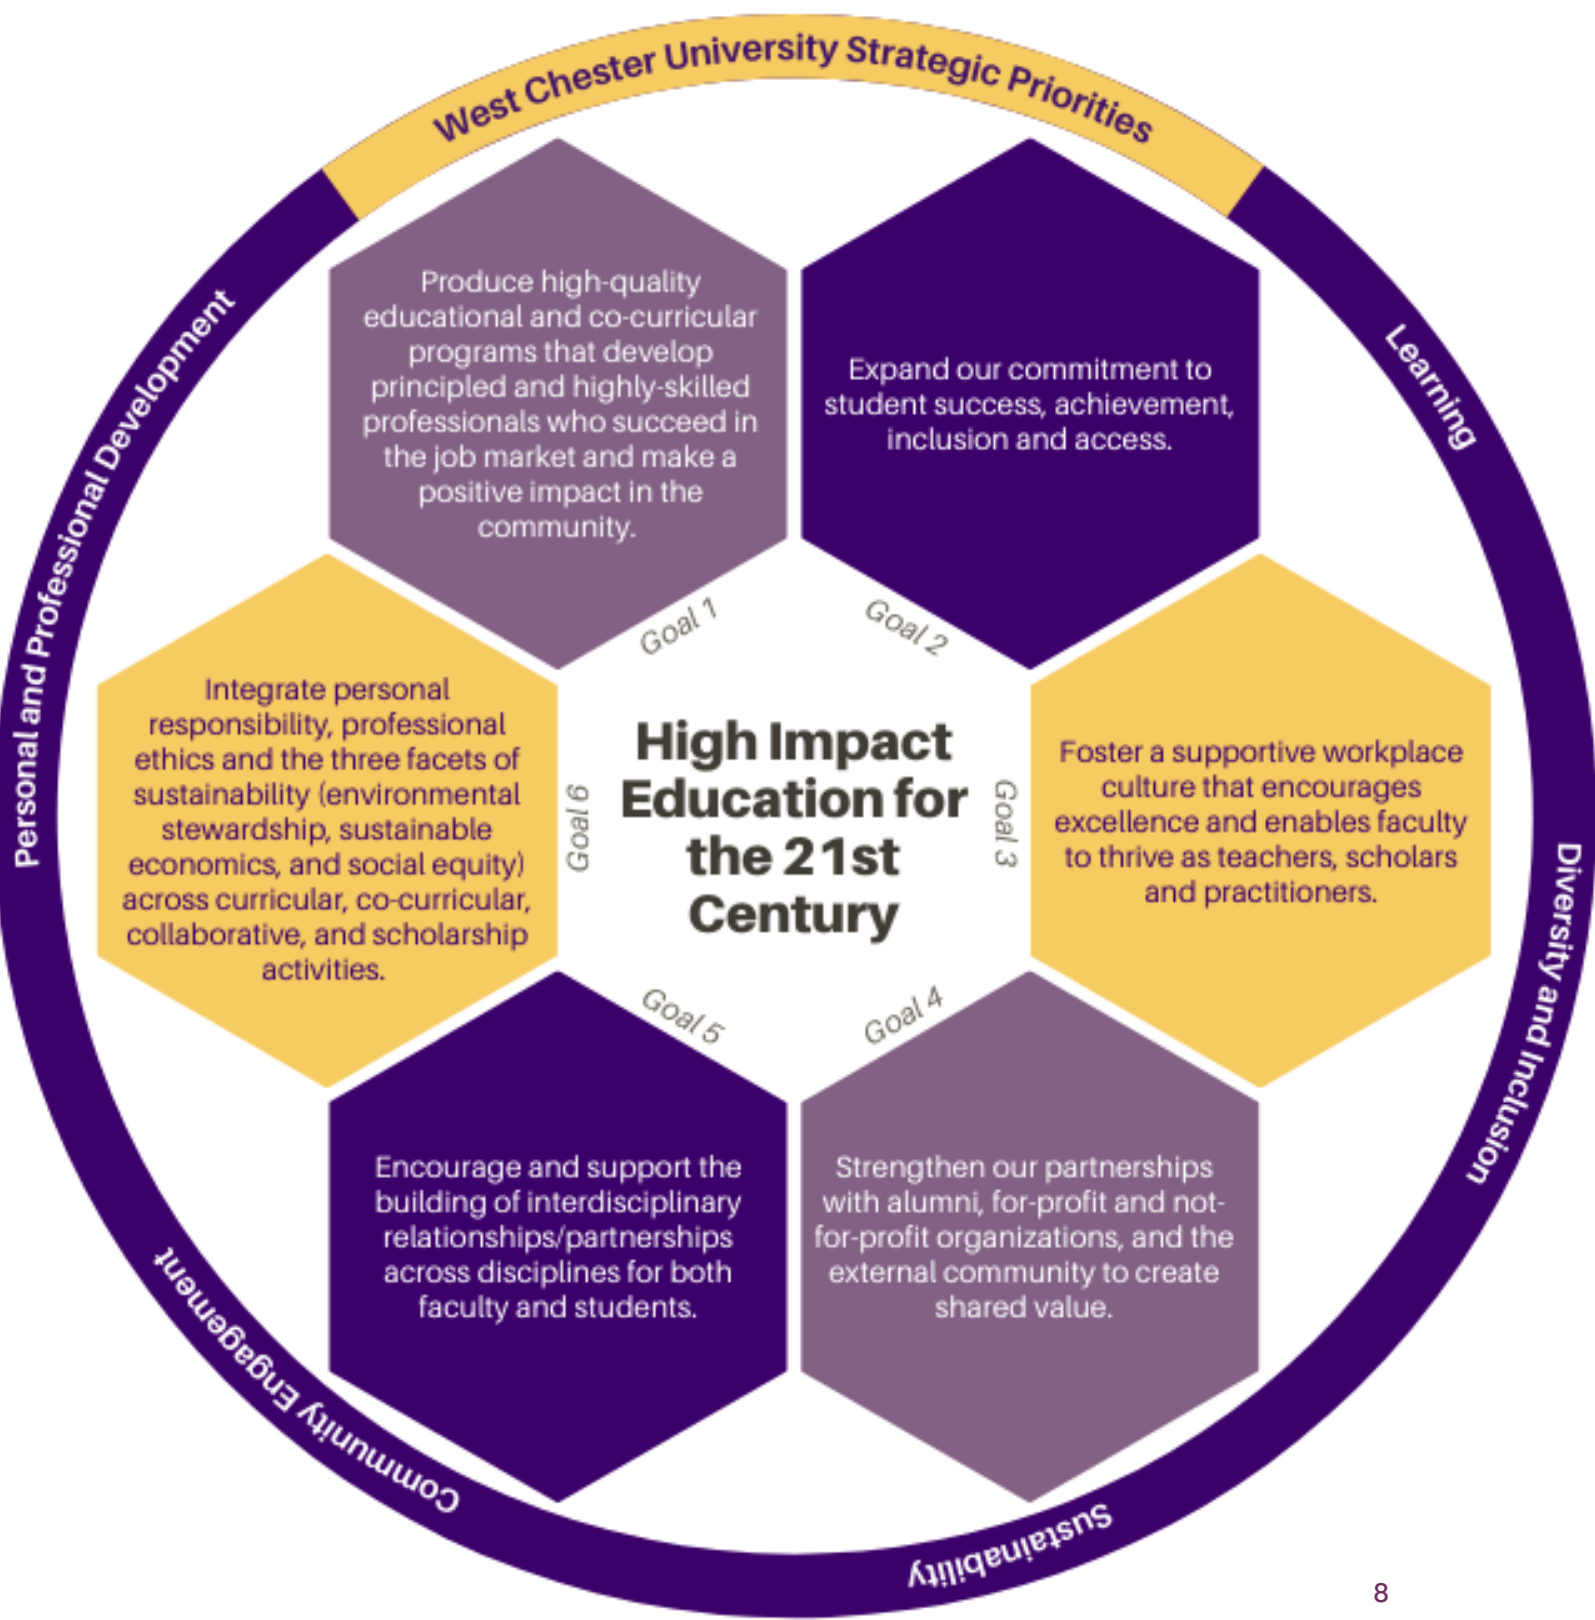 West Chester University Strategic Priorities
Learning
Diversity and Inclusion
Sustainability
Community Engagement
Personal and Professional Development
Produce high-quality
educational and co-curricular
programs that develop
principled and highly-skilled
professionals who succeed in
the job market and make a
positive impact in the
community.
Goal 1
Expand our commitment to
student success, achievement,
inclusion and access.
Goal 2
Foster a supportive workplace
culture that encourages
excellence and enables faculty
to thrive as teachers, scholars
and practitioners.
Goal 3
Strengthen our partnerships
with alumni, for-profit and not-
for-profit organizations, and the
external community to create
shared value.
Goal 4
Encourage and support the
building of interdisciplinary
relationships/partnerships
across disciplines for both
faculty and students.
Goal 5
Integrate personal
responsibility, professional
ethics and the three facets of
sustainability (environmental
stewardship, sustainable
economics, and social equity)
across curricular, co-curricular,
collaborative, and scholarship
activities.
Goal 6
High Impact
Education for
the 21st
Century
8